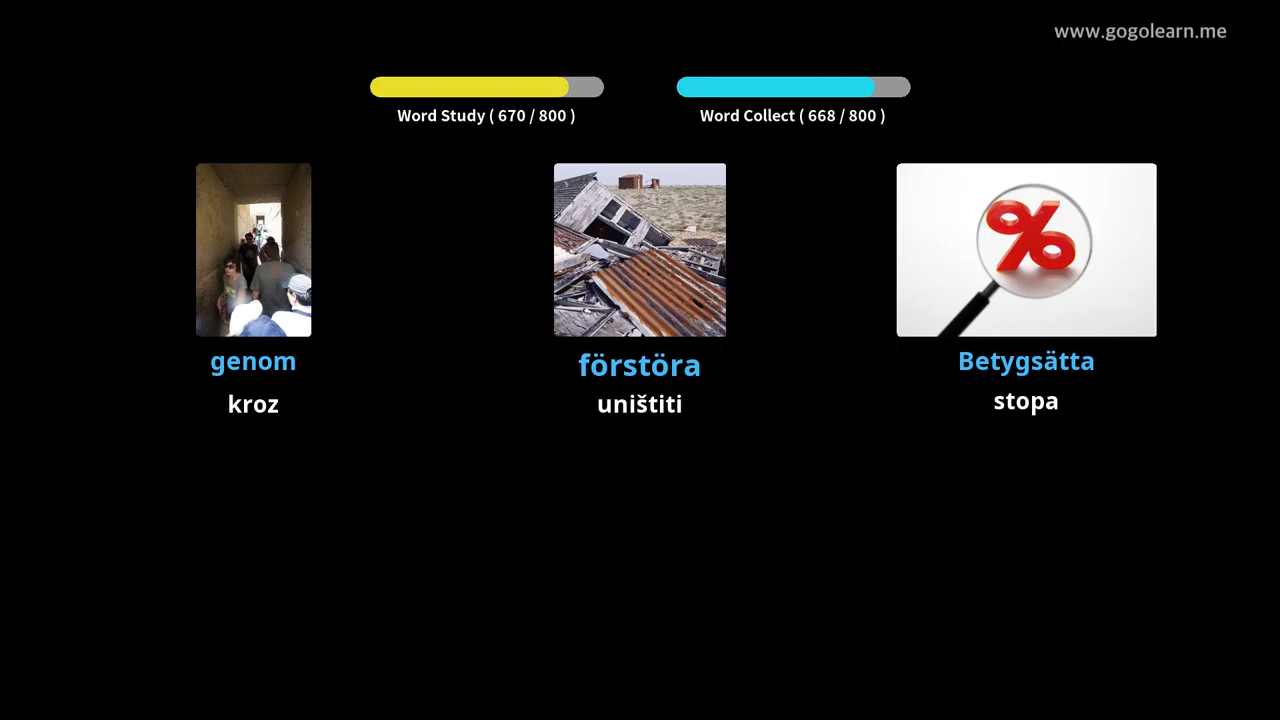 www.gogolearn.me
Word Study ( 670 / 800 )
Word Collect ( 668 / 800 )
genom
förstöra
Betygsätta
kroz
uništiti
stopa